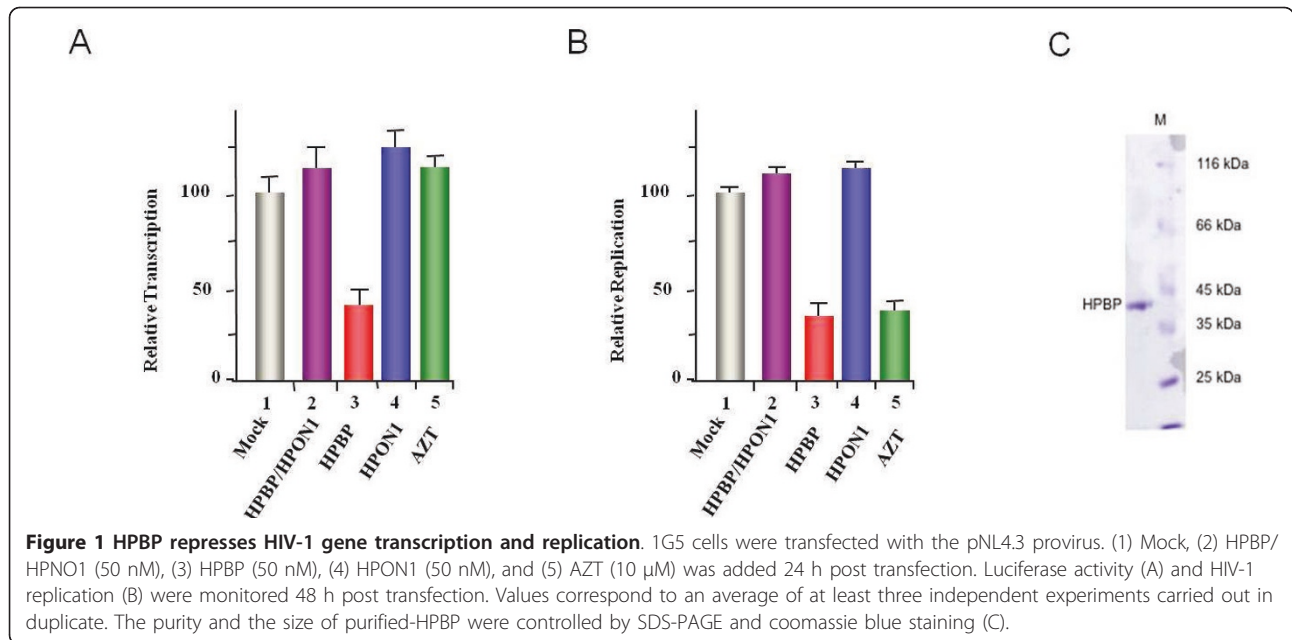 A
B
C
Relative Transcription
100
50
0
1
2
3
4
5
Mock
HPBP/HPON1
HPBP
HPON1
AZT
Relative Replication
100
50
0
1
2
3
4
5
Mock
HPBP/HPON1
HPBP
HPON1
AZT
M
116 kDa
66 kDa
45 kDa
HPBP
35 kDa
25 kDa
Figure 1 HPBP represses HIV-1 gene transcription and replication. 1G5 cells were transfected with the pNL4.3 provirus. (1) Mock, (2) HPBP/
HPNO1 (50 nM), (3) HPBP (50 nM), (4) HPON1 (50 nM), and (5) AZT (10 μM) was added 24 h post transfection. Luciferase activity (A) and HIV-1
replication (B) were monitored 48 h post transfection. Values correspond to an average of at least three independent experiments carried out in
duplicate. The purity and the size of purified-HPBP were controlled by SDS-PAGE and coomassie blue staining (C).